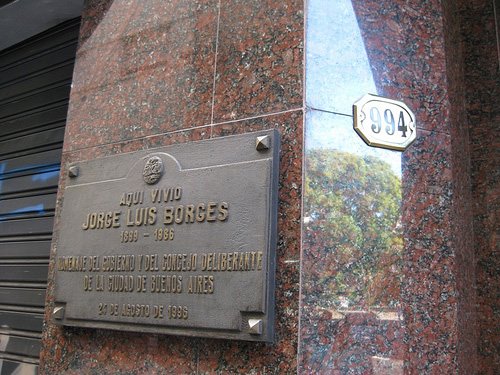 AQUI VIVIO
JORGE LUIS BORGES
1899 - 1986
HOMENAJE DEL GOBIERNO Y DEL CONCEJO DELIBERANTE
DE LA CIUDAD DE BUENOS AIRES
24 DE AGOSTO DE 1996
994